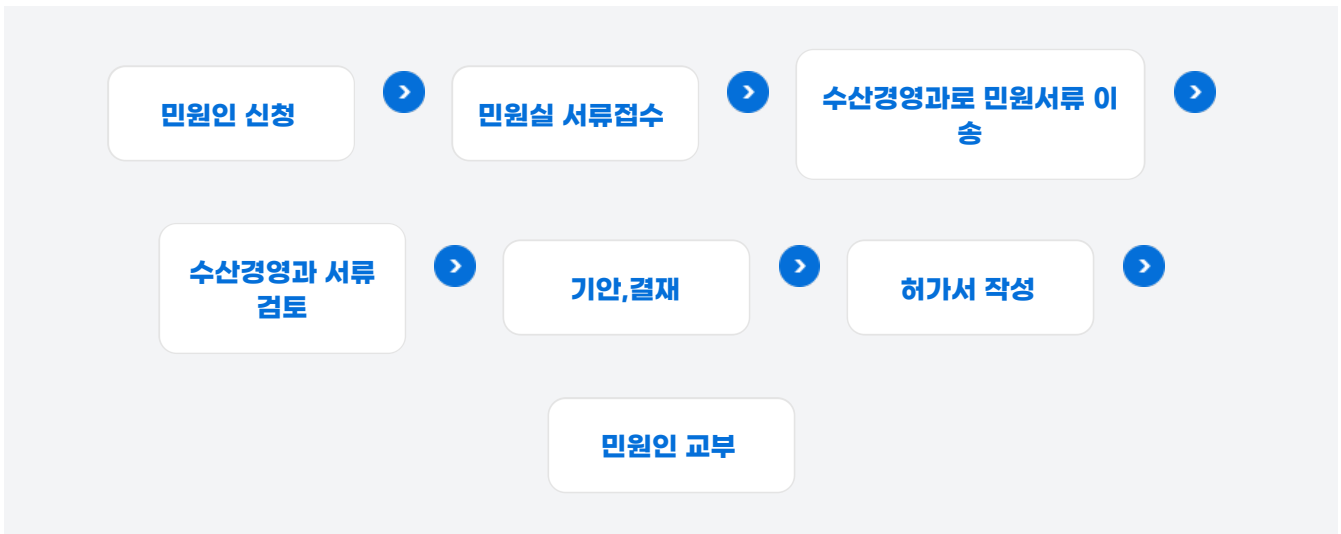 민원인 신청
민원실 서류접수
수산경영과로 민원서류 이
송
수산경영과 서류
검토
기안,결재
허가서 작성
민원인 교부